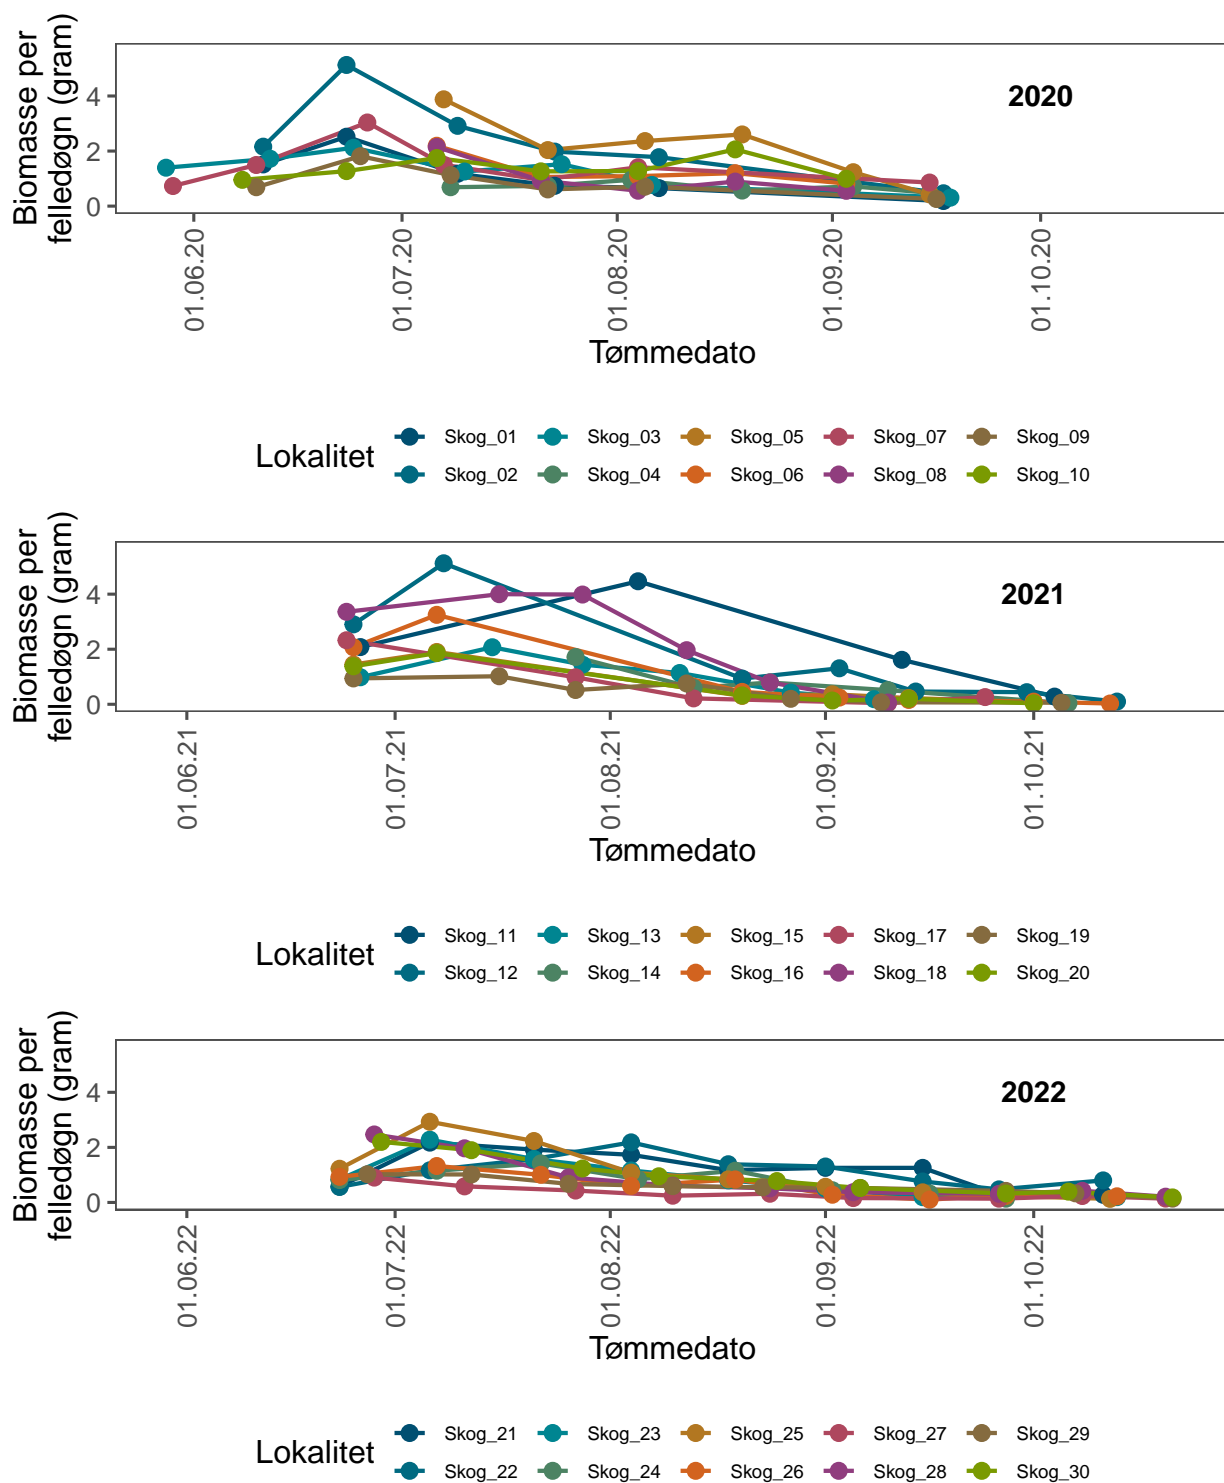 Biomasse per
felledøgn (gram)
4
2
0
2020
01.06.20
01.07.20
01.08.20
01.09.20
01.10.20
Tømmedato
Lokalitet
Skog_01
Skog_03
Skog_05
Skog_07
Skog_09
Skog_02
Skog_04
Skog_06
Skog_08
Skog_10
Biomasse per
felledøgn (gram)
4
2
0
2021
01.06.21
01.07.21
01.08.21
01.09.21
01.10.21
Tømmedato
Lokalitet
Skog_11
Skog_13
Skog_15
Skog_17
Skog_19
Skog_12
Skog_14
Skog_16
Skog_18
Skog_20
Biomasse per
felledøgn (gram)
4
2
0
2022
01.06.22
01.07.22
01.08.22
01.09.22
01.10.22
Tømmedato
Lokalitet
Skog_21
Skog_23
Skog_25
Skog_27
Skog_29
Skog_22
Skog_24
Skog_26
Skog_28
Skog_30